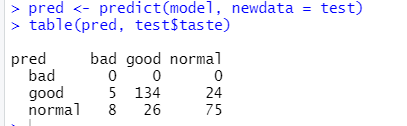 > pred <- predict(model, newdata = test)
> table(pred, test$taste)
pred bad good normal
bad 0 0 0
good 5 134 24
normal 8 26 75
>